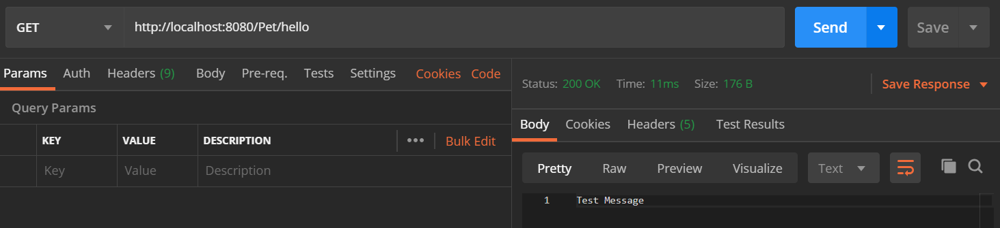 GET http://localhost:8080/Pet/hello Send Save
Params Auth Headers (9) Body Pre-req. Tests Settings Cookies Code
Query Params
KEY VALUE DESCRIPTION ••• Bulk Edit
Key Value Description
Status: 200 OK Time: 11ms Size: 176 B Save Response
Body Cookies Headers (5) Test Results
Pretty Raw Preview Visualize Text
1 Test Message